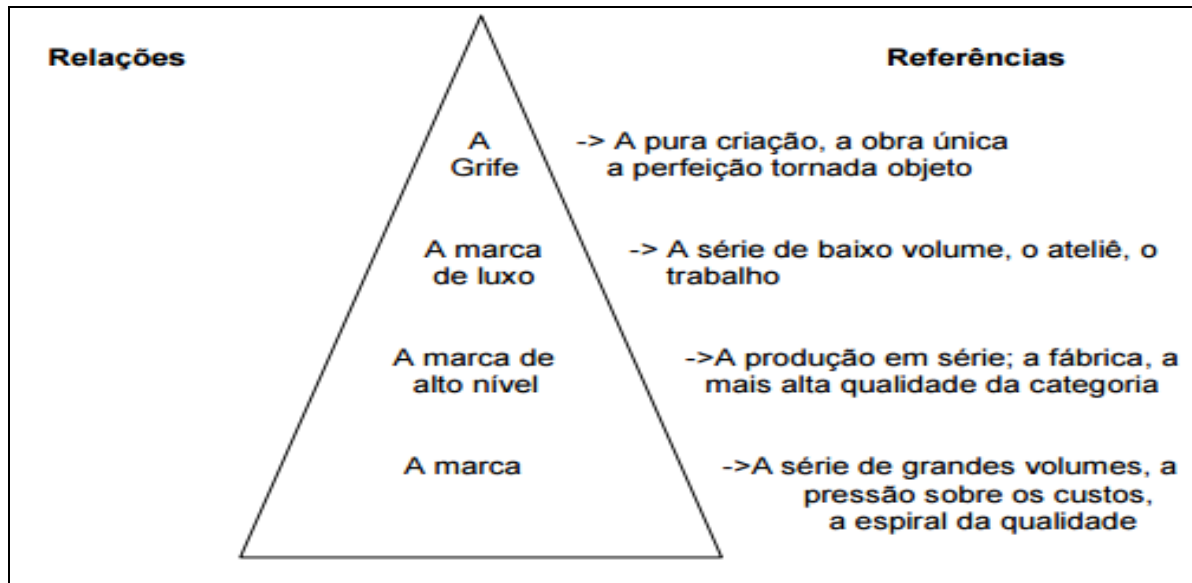 Relações
Referências
A
Grife
-> A pura criação, a obra única
a perfeição tornada objeto
A marca
de luxo
-> A série de baixo volume, o ateliê, o
trabalho
A marca de
alto nível
->A produção em série; a fábrica, a
mais alta qualidade da categoria
A marca
->A série de grandes volumes, a
pressão sobre os custos,
a espiral da qualidade